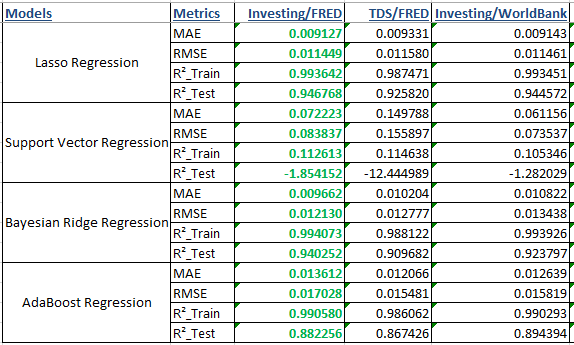 Models Metrics Investing/FRED TDS/FRED Investing/WorldBank
Lasso Regression
MAE 0.009127 0.009331 0.009143
RMSE 0.011449 0.011580 0.011461
R²_Train 0.993642 0.987471 0.993451
R²_Test 0.946768 0.925820 0.944572
Support Vector Regression
MAE 0.072223 0.149788 0.061156
RMSE 0.083837 0.155897 0.073537
R²_Train 0.112613 0.114638 0.105346
R²_Test -1.854152 -12.444989 -1.282029
Bayesian Ridge Regression
MAE 0.009662 0.010204 0.010822
RMSE 0.012130 0.012777 0.013438
R²_Train 0.994073 0.988122 0.993926
R²_Test 0.940252 0.909682 0.923797
AdaBoost Regression
MAE 0.013612 0.012066 0.012639
RMSE 0.017028 0.015481 0.015819
R²_Train 0.990580 0.986062 0.990293
R²_Test 0.882256 0.867426 0.894394